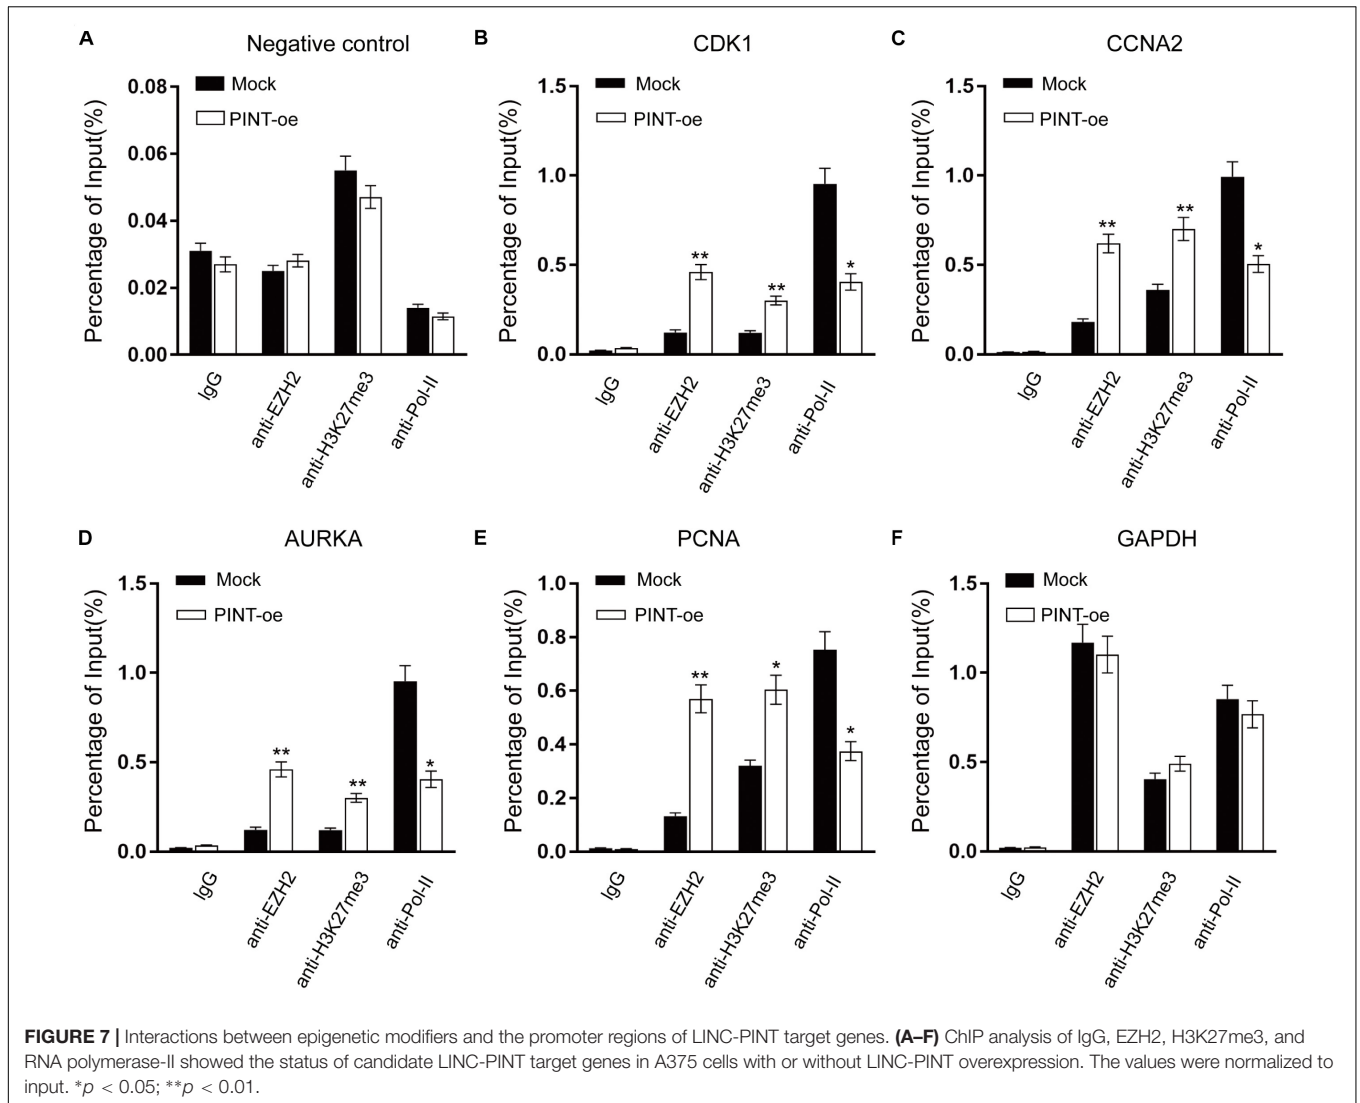 A
Negative control
Mock
PINT-oe
Percentage of Input(%)
0.08
0.06
0.04
0.02
0.00
IgG
anti-EZH2
anti-H3K27me3
anti-Pol-II
B
CDK1
Mock
PINT-oe
Percentage of Input(%)
1.5
1.0
0.5
0.0
**
**
*
IgG
anti-EZH2
anti-H3K27me3
anti-Pol-II
C
CCNA2
Mock
PINT-oe
Percentage of Input(%)
1.5
1.0
0.5
0.0
**
**
*
IgG
anti-EZH2
anti-H3K27me3
anti-Pol-II
D
AURKA
Mock
PINT-oe
Percentage of Input(%)
1.5
1.0
0.5
0.0
**
**
*
IgG
anti-EZH2
anti-H3K27me3
anti-Pol-II
E
PCNA
Mock
PINT-oe
Percentage of Input(%)
1.0
0.8
0.6
0.4
0.2
0.0
**
*
*
IgG
anti-EZH2
anti-H3K27me3
anti-Pol-II
F
GAPDH
Mock
PINT-oe
Percentage of Input(%)
1.5
1.0
0.5
0.0
IgG
anti-EZH2
anti-H3K27me3
anti-Pol-II
FIGURE 7 | Interactions between epigenetic modifiers and the promoter regions of LINC-PINT target genes. (A–F) ChIP analysis of IgG, EZH2, H3K27me3, and
RNA polymerase-II showed the status of candidate LINC-PINT target genes in A375 cells with or without LINC-PINT overexpression. The values were normalized to
input. *p < 0.05; **p < 0.01.